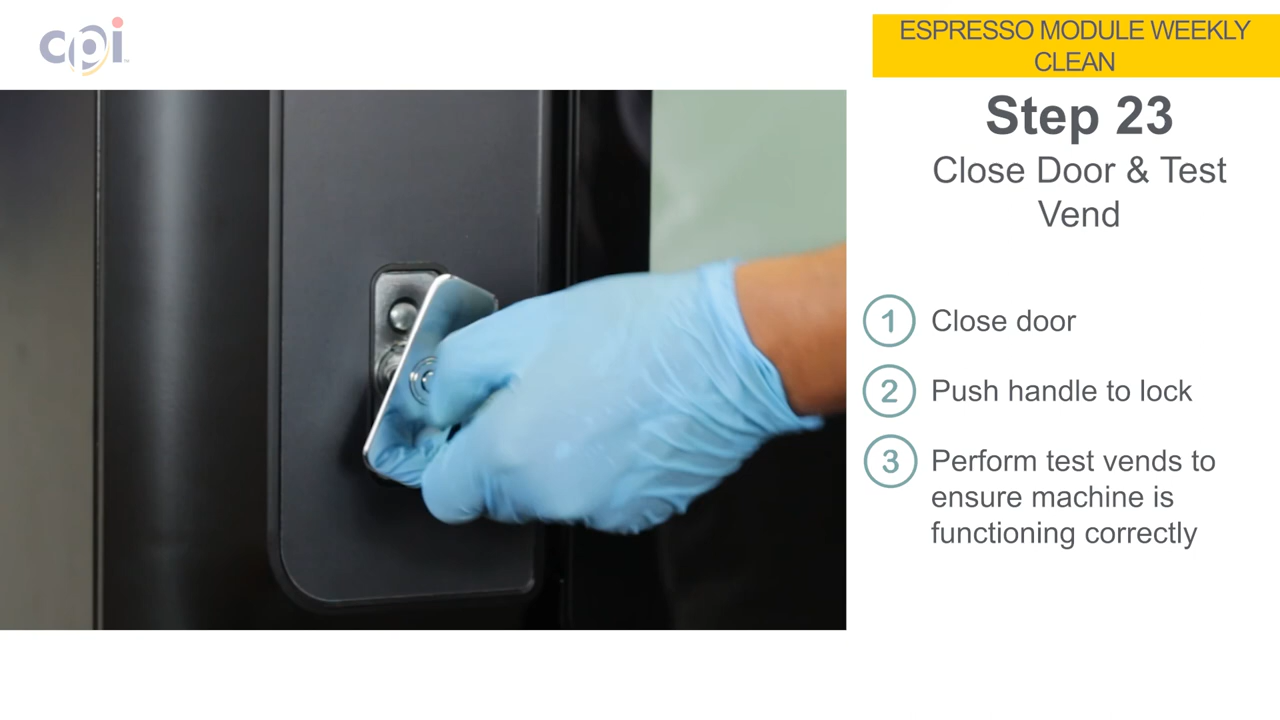 cpi
ESPRESSO MODULE WEEKLY
CLEAN
Step 23
Close Door & Test
Vend
1 Close door
2 Push handle to lock
3 Perform test vends to
ensure machine is
functioning correctly